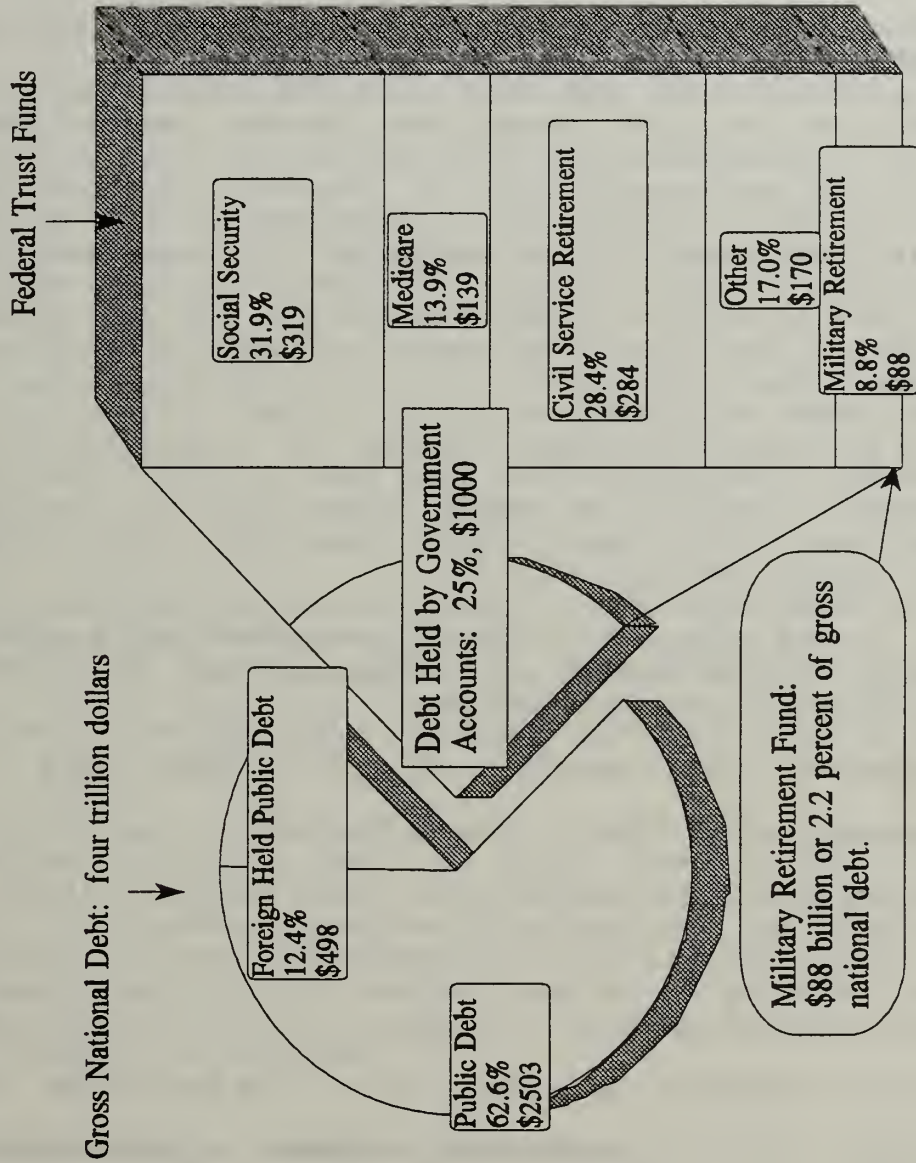 Gross National Debt: four trillion dollars
Federal Trust Funds
Foreign Held Public Debt
12.4%
$498
Public Debt
62.6%
$2503
Debt Held by Government
Accounts: 25%, $1000
Social Security
31.9%
$319
Medicare
13.9%
$139
Civil Service Retirement
28.4%
$284
Other
17.0%
$170
Military Retirement
8.8%
$88
Military Retirement Fund:
$88 billion or 2.2 percent of gross
national debt.